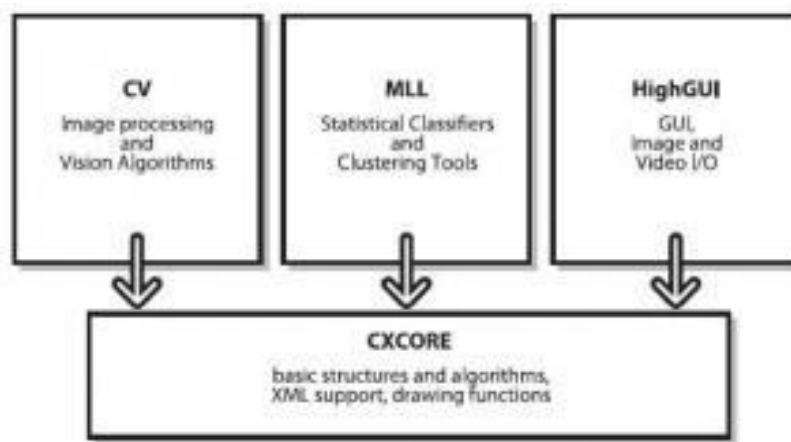 CV
Image processing
and
Vision Algorithms
MLL
Statistical Classifiers
and
Clustering Tools
HighGUI
GUI,
Image and
Video I/O
CXCORE
basic structures and algorithms,
XML support, drawing functions